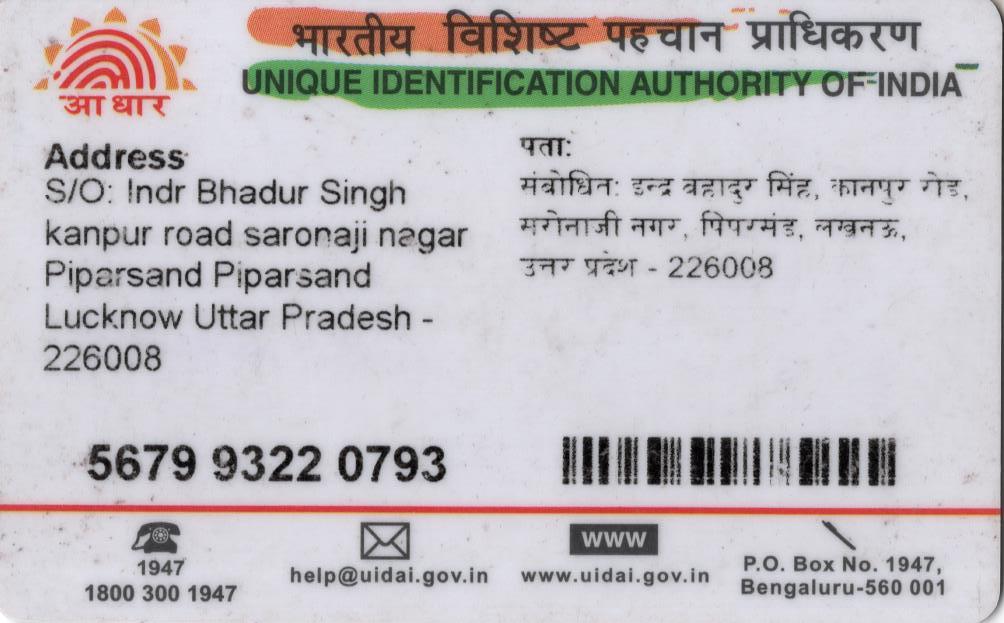 भारतीय विशिष्ट पहचान प्राधिकरण
UNIQUE IDENTIFICATION AUTHORITY OF INDIA
आधार
Address
S/O: Indr Bhadur Singh
kanpur road saronaji nagar
Piparsand Piparsand
Lucknow Uttar Pradesh -
226008
पता:
संबोधित: इन्द्र बहादुर सिंह, कानपुर रोड,
सरोनाजी नगर, पिपरसंड, लखनऊ,
उत्तर प्रदेश - 226008
5679 9322 0793
1947
1800 300 1947
help@uidai.gov.in
www
www.uidai.gov.in
P.O. Box No. 1947,
Bengaluru-560 001